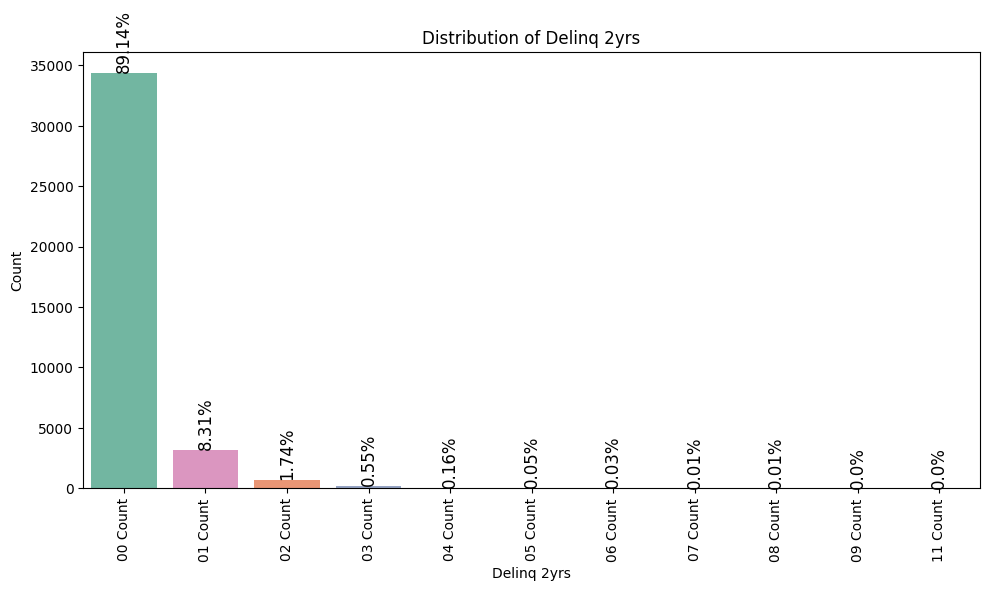 Distribution of Delinq 2yrs
Count
35000
30000
25000
20000
15000
10000
5000
0
89.14%
8.31%
1.74%
0.55%
0.16%
0.05%
0.03%
0.01%
0.01%
0.0%
0.0%
00 Count
01 Count
02 Count
03 Count
04 Count
05 Count
06 Count
07 Count
08 Count
09 Count
11 Count
Delinq 2yrs